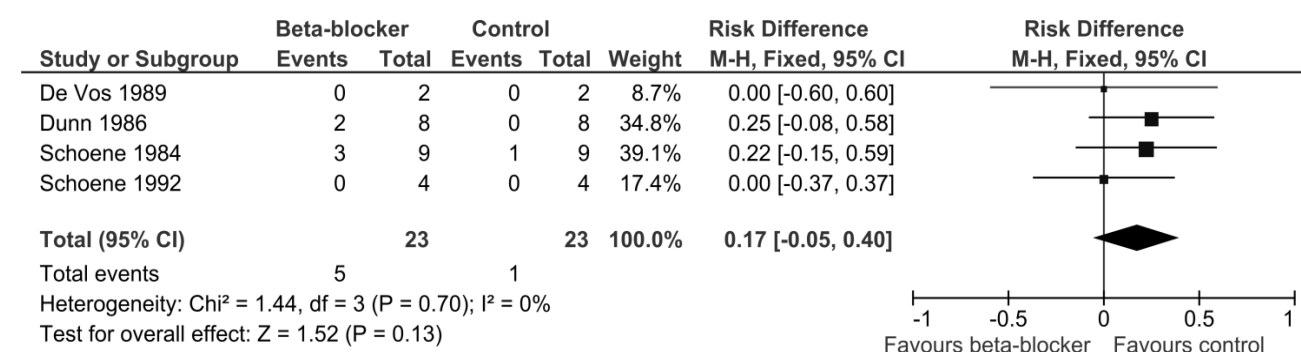 Beta-blocker Control Risk Difference Risk Difference
Study or Subgroup Events Total Events Total Weight M-H, Fixed, 95% CI M-H, Fixed, 95% CI
De Vos 1989 0 2 0 2 8.7% 0.00 [-0.60, 0.60]
Dunn 1986 2 8 0 8 34.8% 0.25 [-0.08, 0.58]
Schoene 1984 3 9 1 9 39.1% 0.22 [-0.15, 0.59]
Schoene 1992 0 4 0 4 17.4% 0.00 [-0.37, 0.37]
Total (95% CI) 23 23 100.0% 0.17 [-0.05, 0.40]
Total events 5 1
Heterogeneity: Chi² = 1.44, df = 3 (P = 0.70); I² = 0%
Test for overall effect: Z = 1.52 (P = 0.13)
-1 -0.5 0 0.5 1
Favours beta-blocker Favours control